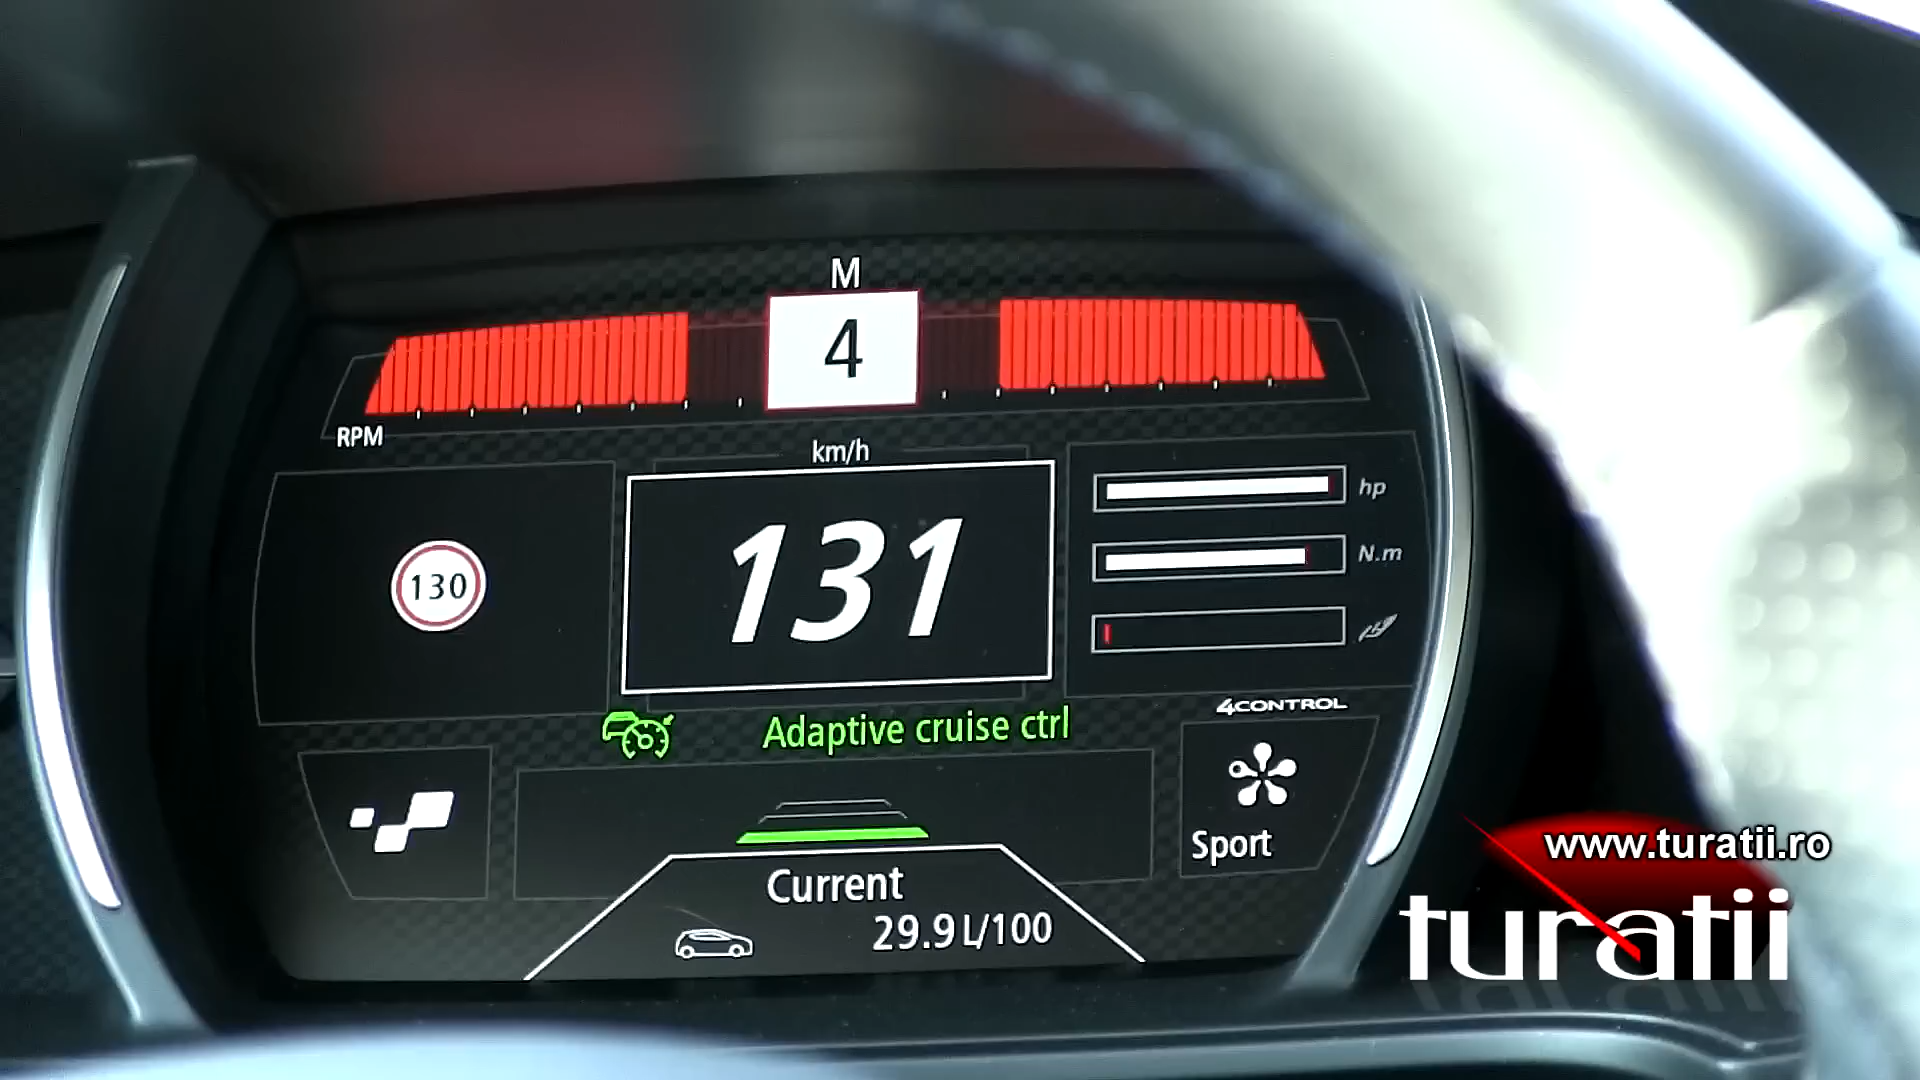 M
4
RPM
km/h
130
131
hp
N.m
Adaptive cruise ctrl
4CONTROL
Sport
Current
29.9 L/100
www.turatii.ro
turatii